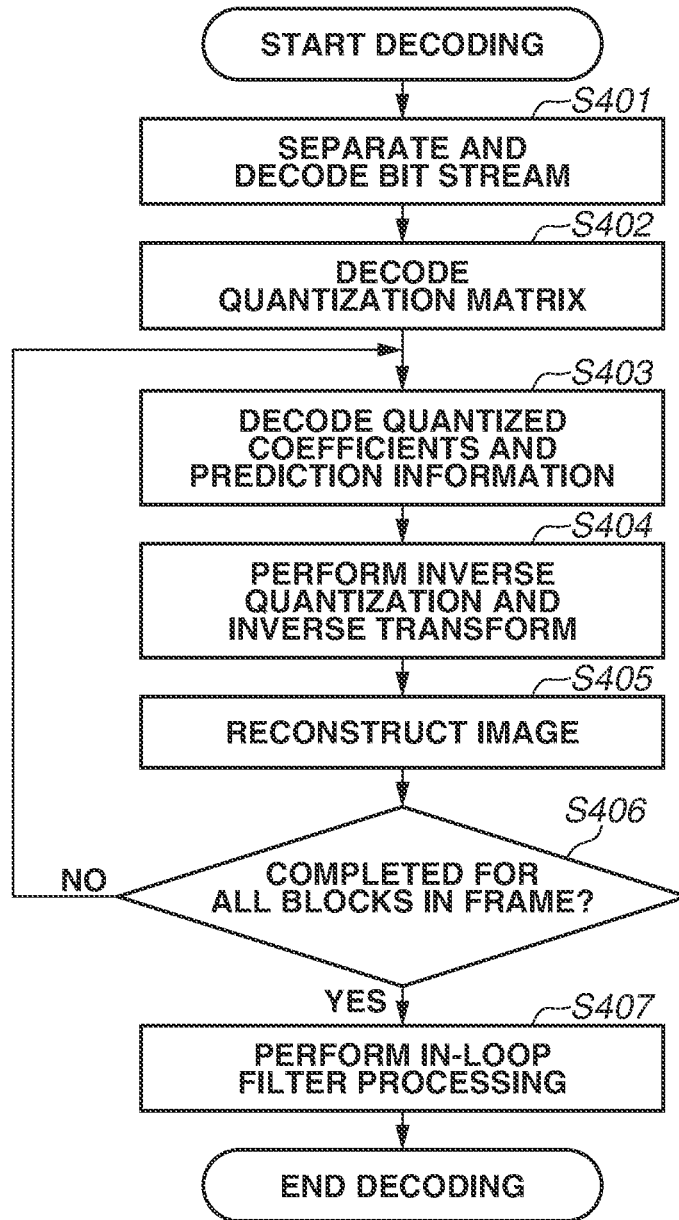 START DECODING
S401
SEPARATE AND
DECODE BIT STREAM
S402
DECODE
QUANTIZATION MATRIX
S403
DECODE QUANTIZED
COEFFICIENTS AND
PREDICTION INFORMATION
S404
PERFORM INVERSE
QUANTIZATION AND
INVERSE TRANSFORM
S405
RECONSTRUCT IMAGE
S406
COMPLETED FOR
ALL BLOCKS IN FRAME?
NO
YES
S407
PERFORM IN-LOOP
FILTER PROCESSING
END DECODING